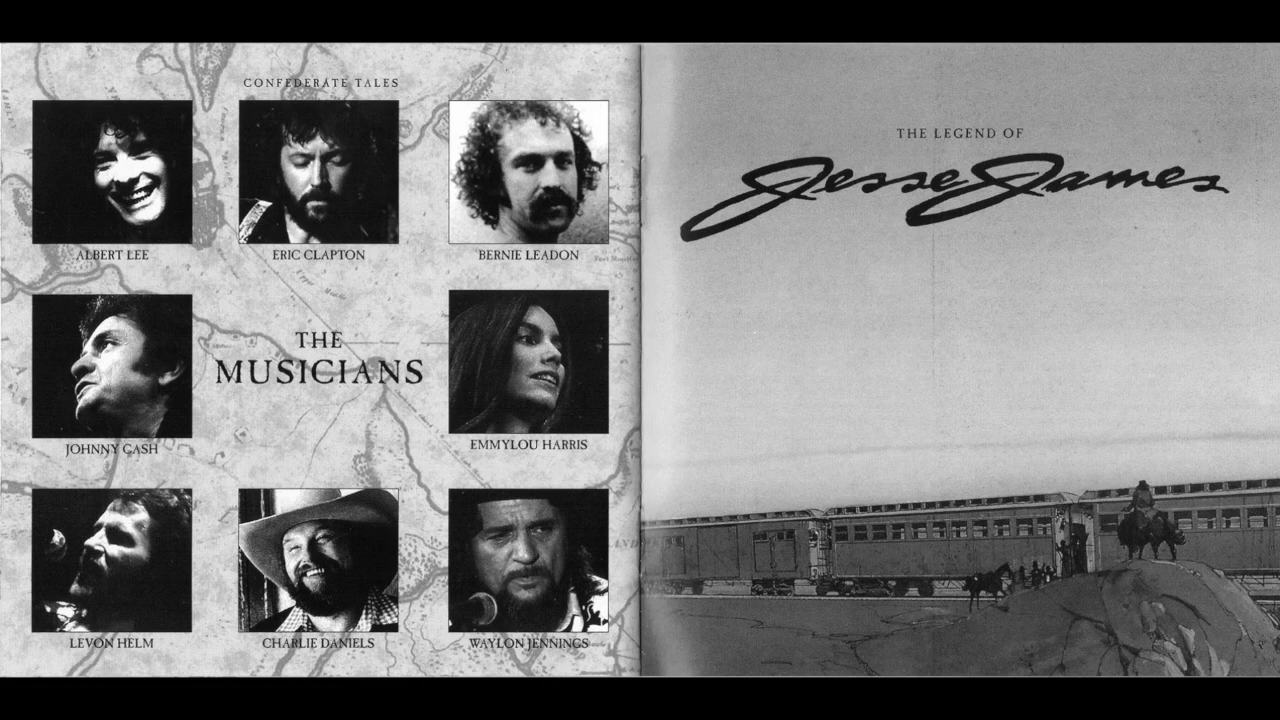 CONFEDERATE TALES
ALBERT LEE
ERIC CLAPTON
BERNIE LEADON
THE
MUSICIANS
JOHNNY CASH
EMMYLOU HARRIS
LEVON HELM
CHARLIE DANIELS
WAYLON JENNINGS
THE LEGEND OF
Jesse James